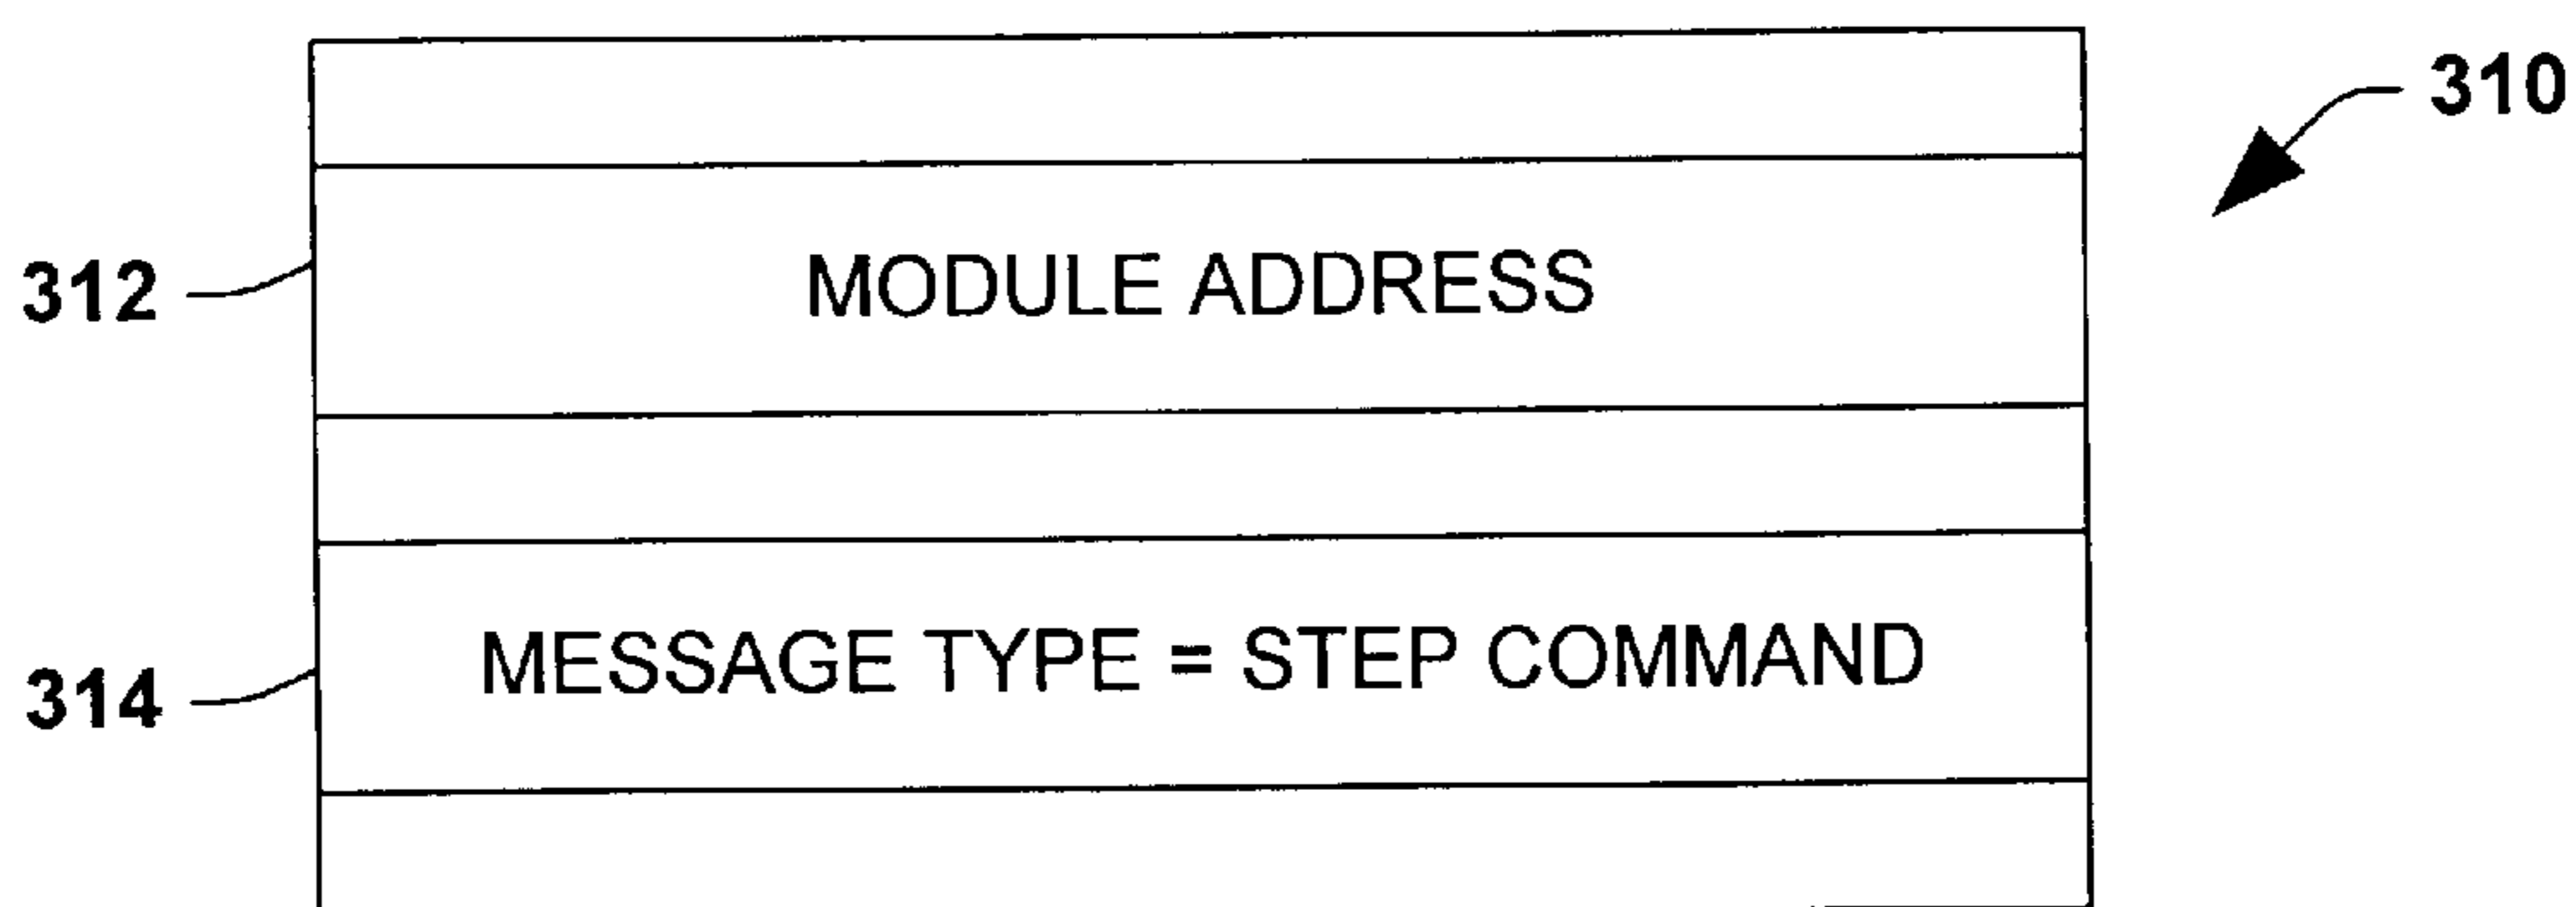 310
312
MODULE ADDRESS
314
MESSAGE TYPE = STEP COMMAND